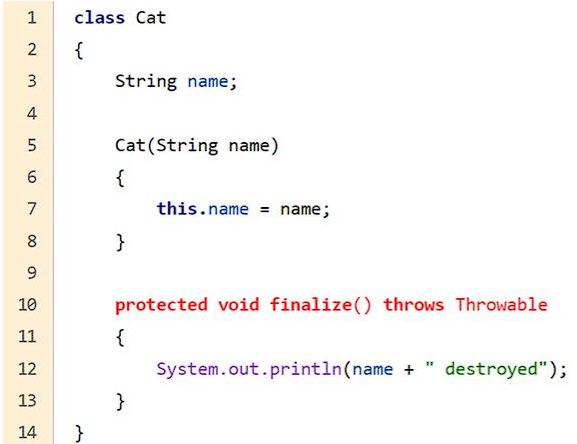 1 class Cat
2 {
3 String name;
4
5 Cat(String name)
6 {
7 this.name = name;
8 }
9
10 protected void finalize() throws Throwable
11 {
12 System.out.println(name + " destroyed");
13 }
14 }